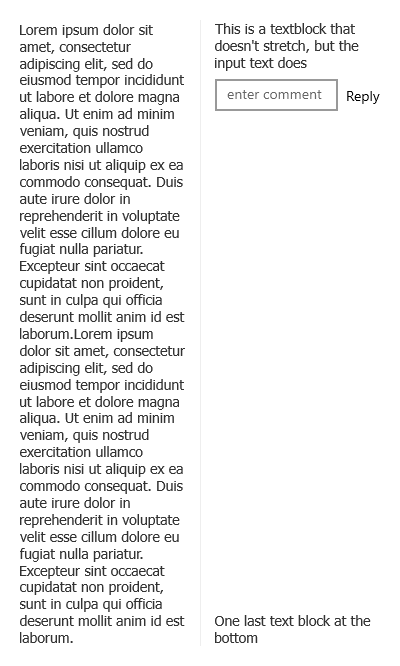 Lorem ipsum dolor sit
amet, consectetur
adipiscing elit, sed do
eiusmod tempor incididunt
ut labore et dolore magna
aliqua. Ut enim ad minim
veniam, quis nostrud
exercitation ullamco
laboris nisi ut aliquip ex ea
commodo consequat. Duis
aute irure dolor in
reprehenderit in voluptate
velit esse cillum dolore eu
fugiat nulla pariatur.
Excepteur sint occaecat
cupidatat non proident,
sunt in culpa qui officia
deserunt mollit anim id est
laborum.Lorem ipsum
dolor sit amet, consectetur
adipiscing elit, sed do
eiusmod tempor incididunt
ut labore et dolore magna
aliqua. Ut enim ad minim
veniam, quis nostrud
exercitation ullamco
laboris nisi ut aliquip ex ea
commodo consequat. Duis
aute irure dolor in
reprehenderit in voluptate
velit esse cillum dolore eu
fugiat nulla pariatur.
Excepteur sint occaecat
cupidatat non proident,
sunt in culpa qui officia
deserunt mollit anim id est
laborum.
This is a textblock that
doesn't stretch, but the
input text does
enter comment
Reply
One last text block at the
bottom